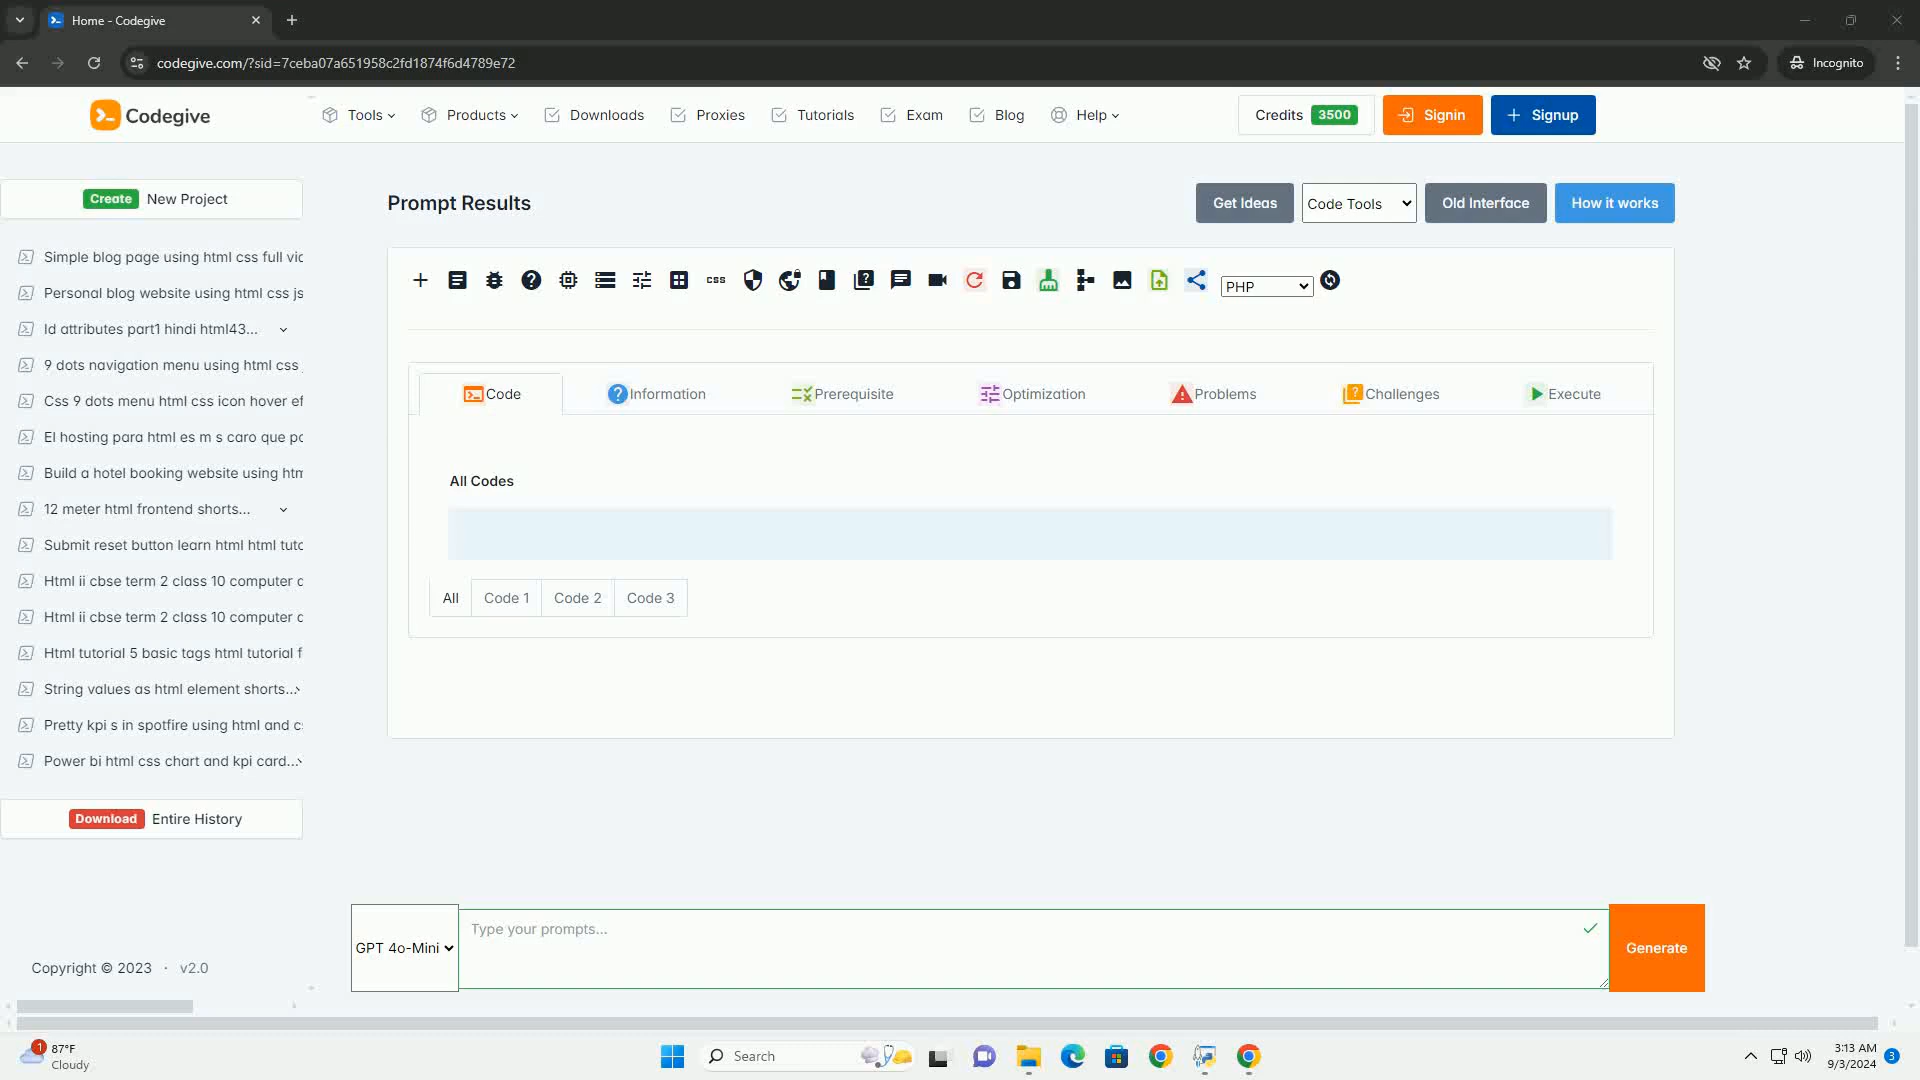 Home - Codegive
codegive.com/?sid=7ceba07a651958c2fd1874f6d4789e72
Incognito
Codegive
Tools
Products
Downloads
Proxies
Tutorials
Exam
Blog
Help
Credits 3500
Signin
Signup
Create New Project
Simple blog page using html css full vic
Personal blog website using html css js
Id attributes part1 hindi html43...
9 dots navigation menu using html css
Css 9 dots menu html css icon hover ef
El hosting para html es m s caro que pc
Build a hotel booking website using htm
12 meter html frontend shorts...
Submit reset button learn html html tuto
Html ii cbse term 2 class 10 computer c
Html ii cbse term 2 class 10 computer c
Html tutorial 5 basic tags html tutorial f
String values as html element shorts...
Pretty kpi s in spotfire using html and c
Power bi html css chart and kpi card...
Download Entire History
Copyright © 2023 · v2.0
Prompt Results
Get Ideas
Code Tools
Old Interface
How it works
css
PHP
Code
Information
Prerequisite
Optimization
Problems
Challenges
Execute
All Codes
All
Code 1
Code 2
Code 3
GPT 4o-Mini
Type your prompts...
Generate
1
87°F
Cloudy
Search
3:13 AM
9/3/2024
3